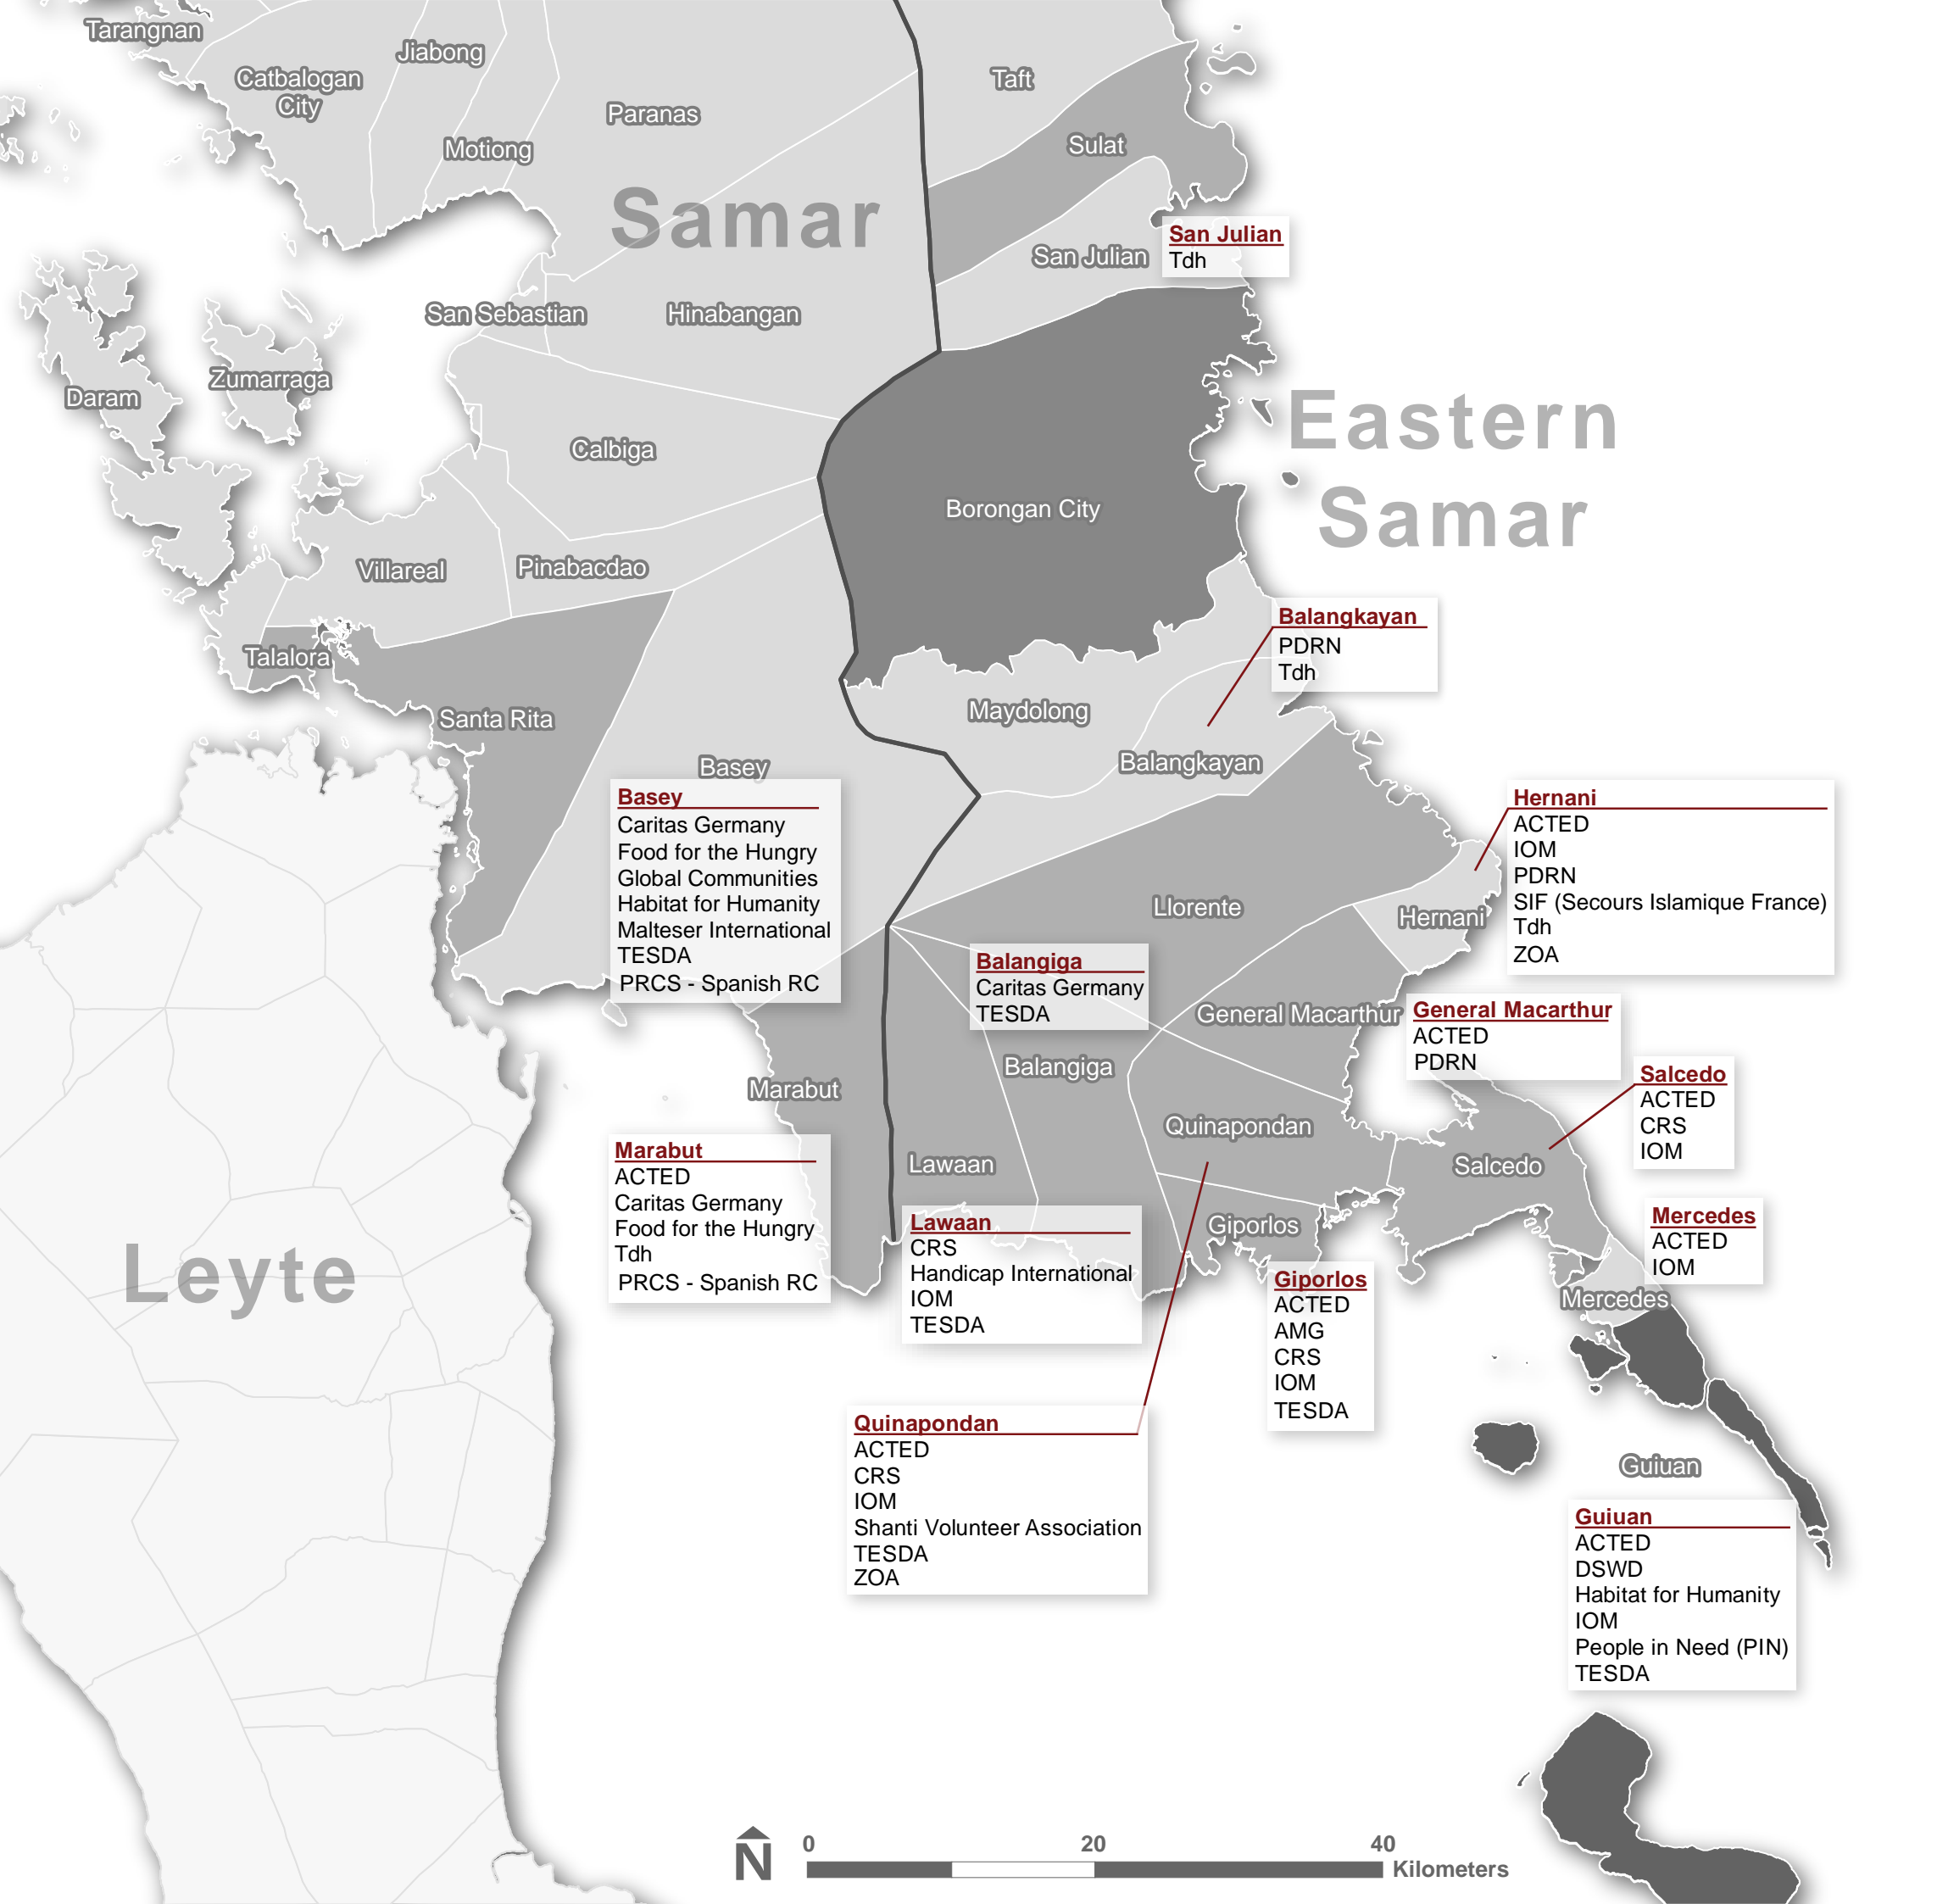 Tarangnan
Jiabong
Catbalogan
City
Taft
Paranas
Motiong
Sulat
Samar
San Julian
San Julian
Tdh
San Sebastian
Hinabangan
Zumarraga
Daram
Eastern
Samar
Calbiga
Borongan City
Villareal
Pinabacdao
Talalora
Balangkayan
PDRN
Tdh
Santa Rita
Maydolong
Balangkayan
Basey
Basey
Caritas Germany
Food for the Hungry
Global Communities
Habitat for Humanity
Malteser International
TESDA
PRCS - Spanish RC
Hernani
ACTED
IOM
PDRN
SIF (Secours Islamique France)
Tdh
ZOA
Llorente
Hernani
Balangiga
Caritas Germany
TESDA
General Macarthur
General Macarthur
ACTED
PDRN
Balangiga
Marabut
Salcedo
ACTED
CRS
IOM
Quinapondan
Marabut
ACTED
Caritas Germany
Food for the Hungry
Tdh
PRCS - Spanish RC
Lawaan
Salcedo
Lawaan
CRS
Handicap International
IOM
TESDA
Giporlos
Mercedes
ACTED
IOM
Leyte
Giporlos
ACTED
AMG
CRS
IOM
TESDA
Mercedes
Quinapondan
ACTED
CRS
IOM
Shanti Volunteer Association
TESDA
ZOA
Guiuan
Guiuan
ACTED
DSWD
Habitat for Humanity
IOM
People in Need (PIN)
TESDA
N
0 20 40
Kilometers